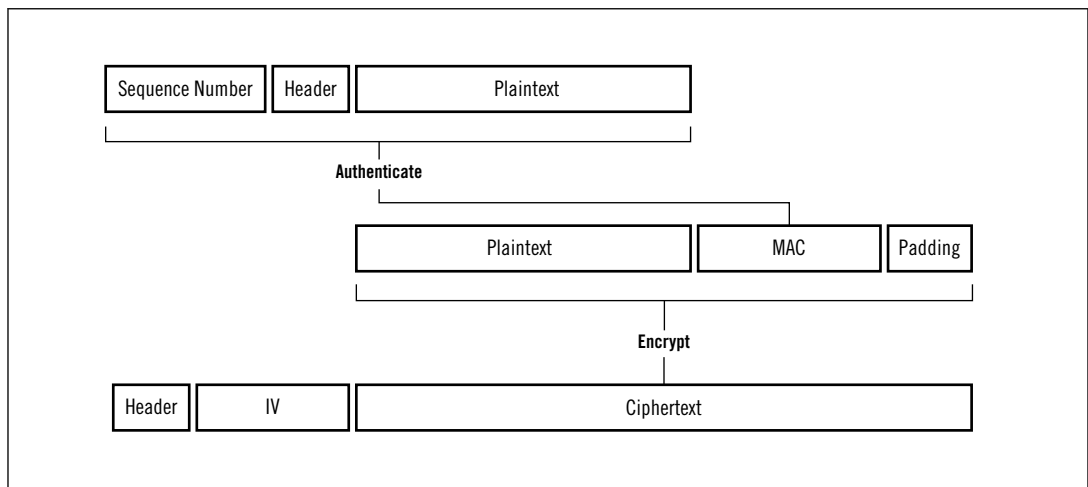 Sequence Number Header Plaintext
Authenticate
Plaintext MAC Padding
Encrypt
Header IV Ciphertext